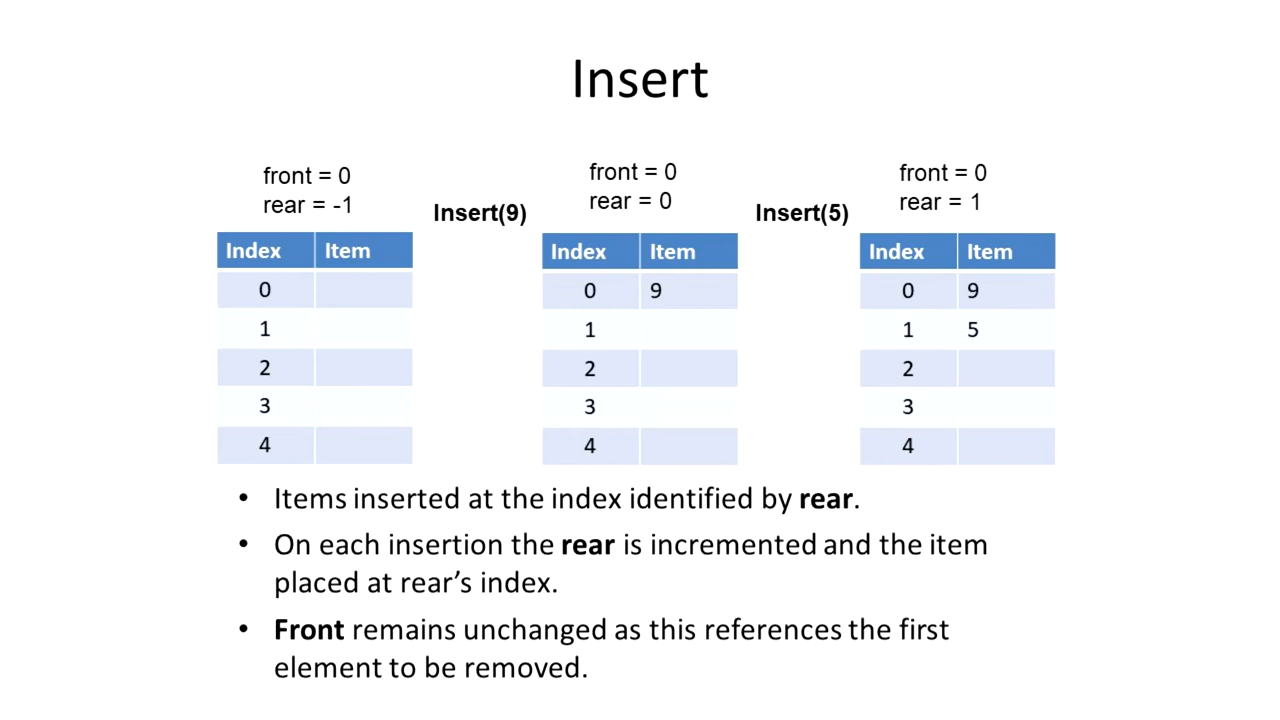 Insert
front = 0
rear = -1
Insert(9)
front = 0
rear = 0
Insert(5)
front = 0
rear = 1
Index Item
0
1
2
3
4
Index Item
0 9
1
2
3
4
Index Item
0 9
1 5
2
3
4
• Items inserted at the index identified by rear.
• On each insertion the rear is incremented and the item
placed at rear’s index.
• Front remains unchanged as this references the first
element to be removed.